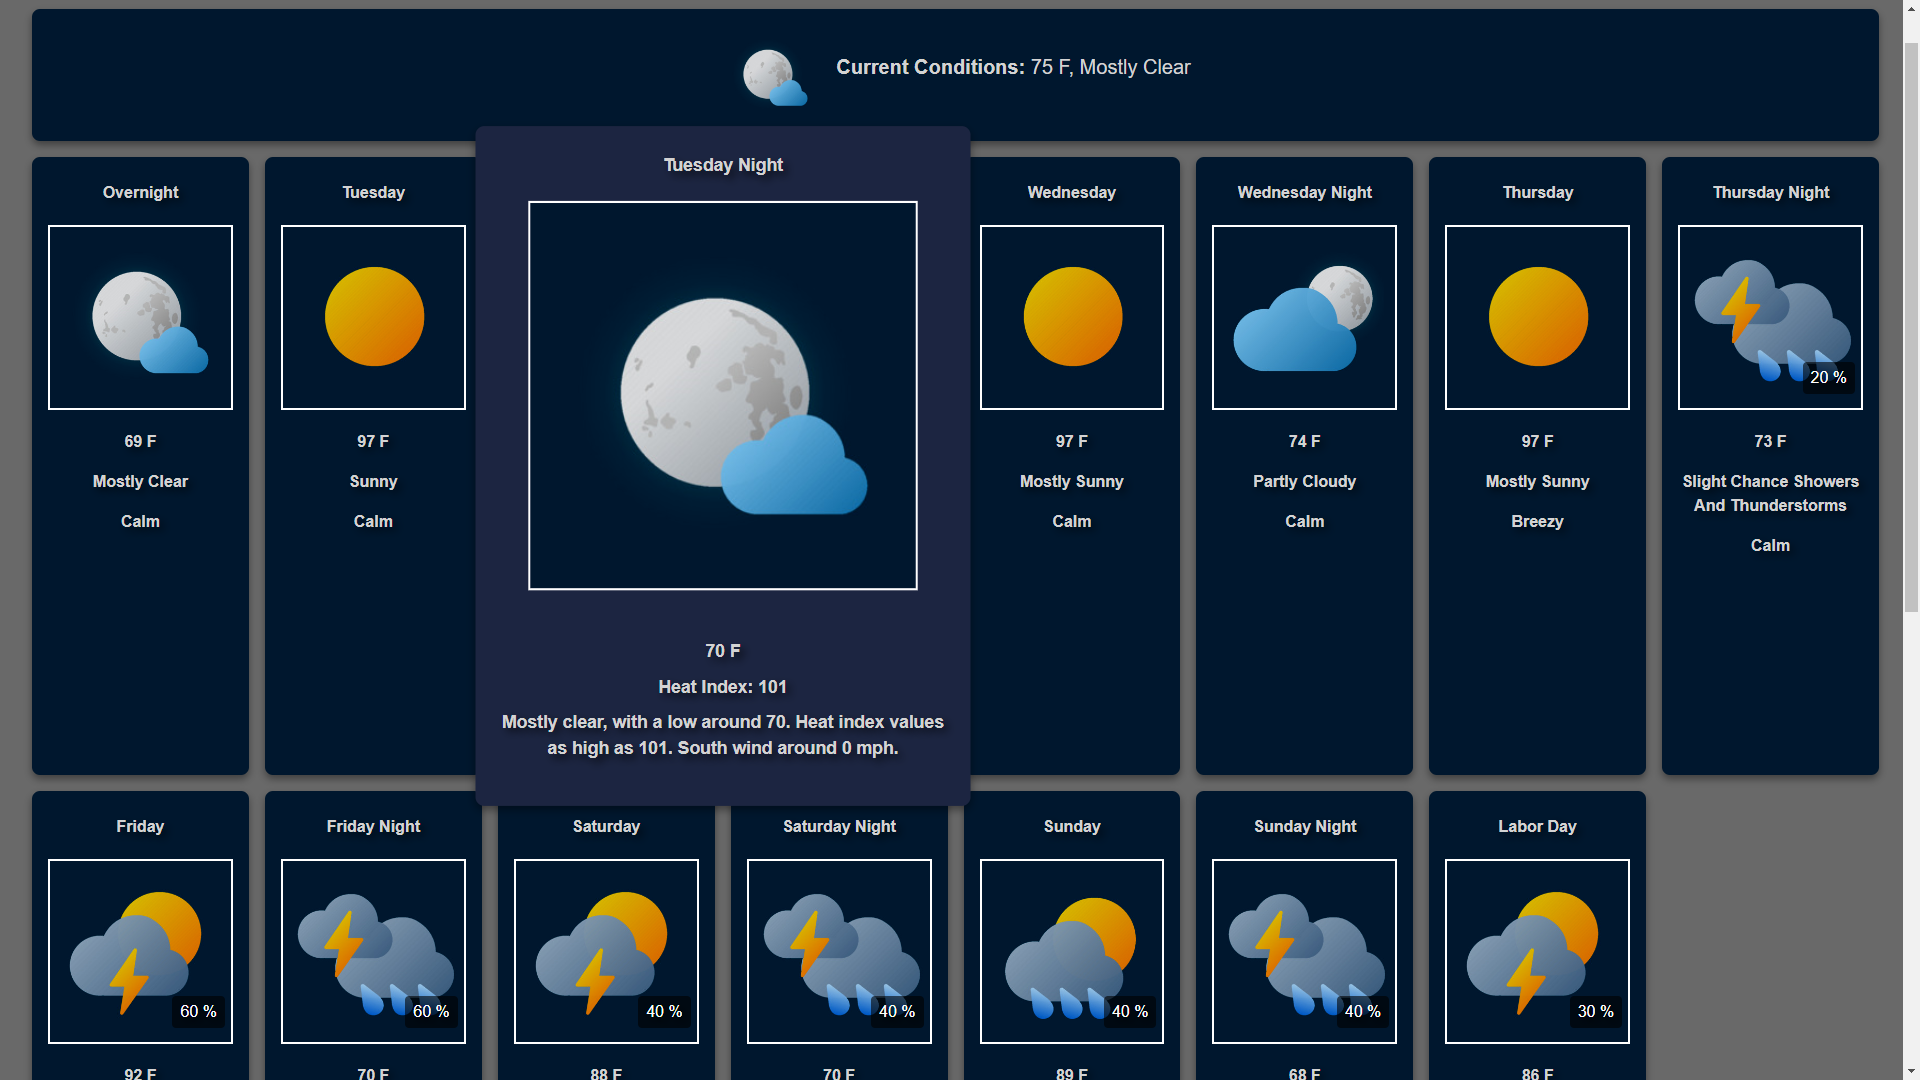 Current Conditions: 75 F, Mostly Clear
Overnight
69 F
Mostly Clear
Calm
Tuesday
97 F
Sunny
Calm
Tuesday Night
70 F
Heat Index: 101
Mostly clear, with a low around 70. Heat index values
as high as 101. South wind around 0 mph.
Wednesday
97 F
Mostly Sunny
Calm
Wednesday Night
74 F
Partly Cloudy
Calm
Thursday
97 F
Mostly Sunny
Breezy
Thursday Night
20 %
73 F
Slight Chance Showers
And Thunderstorms
Calm
Friday
60 %
92 F
Friday Night
60 %
70 F
Saturday
40 %
88 F
Saturday Night
40 %
70 F
Sunday
40 %
89 F
Sunday Night
40 %
68 F
Labor Day
30 %
86 F